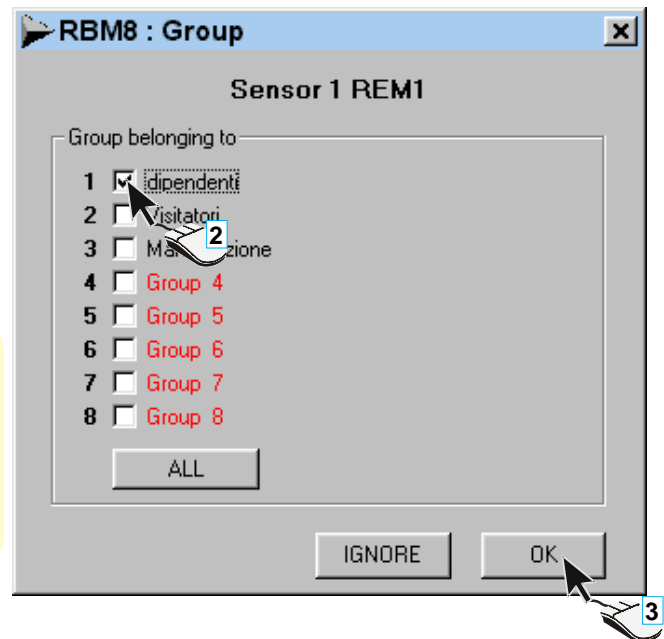 RBM8 : Group
Sensor 1 REM1
Group belonging to
1 dipendenti
2 Visitatori
2
3
4 Group 4
5 Group 5
6 Group 6
7 Group 7
8 Group 8
ALL
IGNORE
OK
3